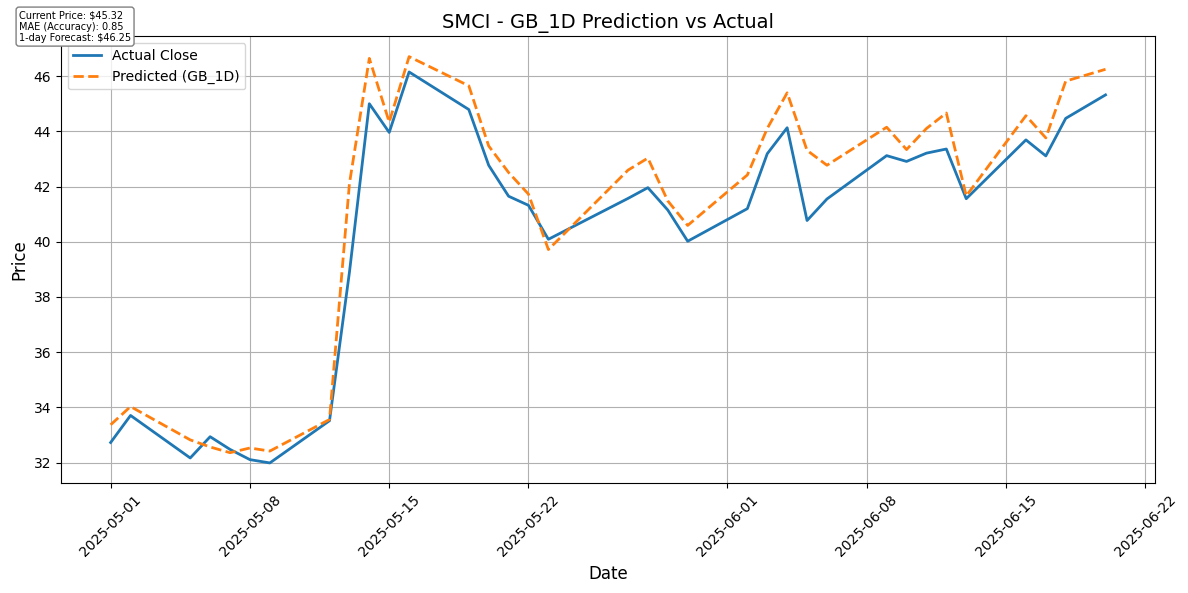 SMCI - GB_1D Prediction vs Actual
Current Price: $45.32
MAE (Accuracy): 0.85
1-day Forecast: $46.25
Actual Close
Predicted (GB_1D)
Price
46
44
42
40
38
36
34
32
2025-05-01
2025-05-08
2025-05-15
2025-05-22
2025-06-01
2025-06-08
2025-06-15
2025-06-22
Date